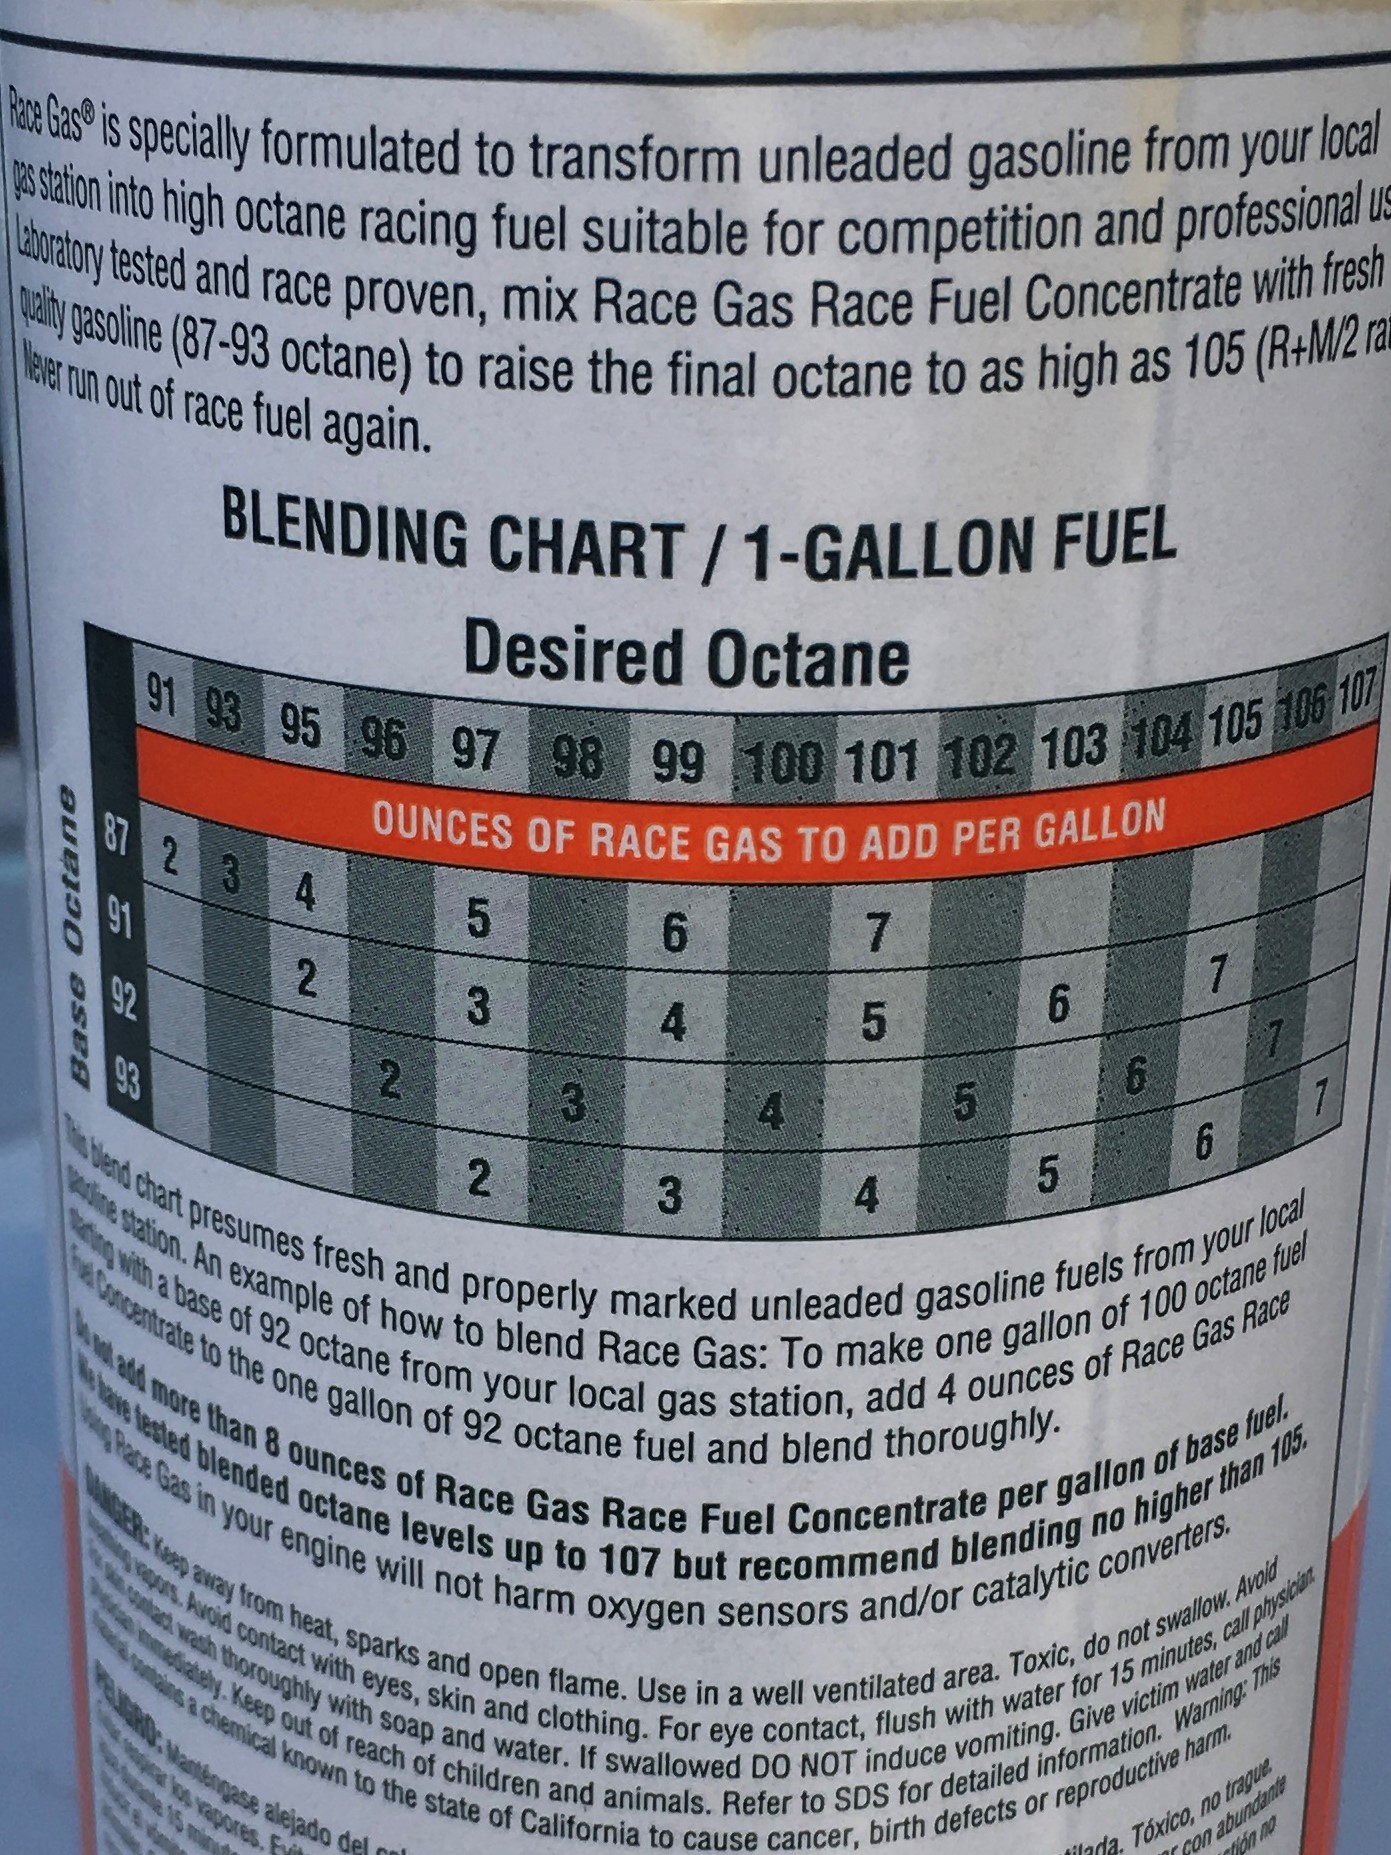 Race Gas® is specially formulated to transform unleaded gasoline from your local
gas station into high octane racing fuel suitable for competition and professional
Laboratory tested and race proven, mix Race Gas Race Fuel Concentrate with fresh
quality gasoline (87-93 octane) to raise the final octane to as high as 105 (R+M/2
Never run out of race fuel again.
BLENDING CHART / 1-GALLON FUEL
Desired Octane
91 93 95 96 97 98 99 100 101 102 103 104 105 106 107
OUNCES OF RACE GAS TO ADD PER GALLON
Base Octane
87 2 3 4 5 6 7
91 2 3 4 5 6 7
92 2 3 4 5 6 7
93 2 3 4 5 6 7
This blend chart presumes fresh and properly marked unleaded gasoline fuels from your local
gasoline station. An example of how to blend Race Gas: To make one gallon of 100 octane fuel
starting with a base of 92 octane from your local gas station, add 4 ounces of Race Gas Race
Fuel Concentrate to the one gallon of 92 octane fuel and blend thoroughly.
Do not add more than 8 ounces of Race Gas Race Fuel Concentrate per gallon of base fuel.
We have tested blended octane levels up to 107 but recommend blending no higher than 105.
Using Race Gas in your engine will not harm oxygen sensors and/or catalytic converters.
DANGER: Keep away from heat, sparks and open flame. Use in a well ventilated area. Toxic, do not swallow. Avoid
vapors. Avoid contact with eyes, skin and clothing. For eye contact, flush with water for 15 minutes, call physician.
For skin contact wash thoroughly with soap and water. If swallowed DO NOT induce vomiting. Give victim water and call
physician immediately. Keep out of reach of children and animals. Refer to SDS for detailed information. Warning: This
material contains a chemical known to the state of California to cause cancer, birth defects or reproductive harm.
PELIGRO: Manténgase alejado del Tóxico, no trague.
los vapores. con abundante
15 no